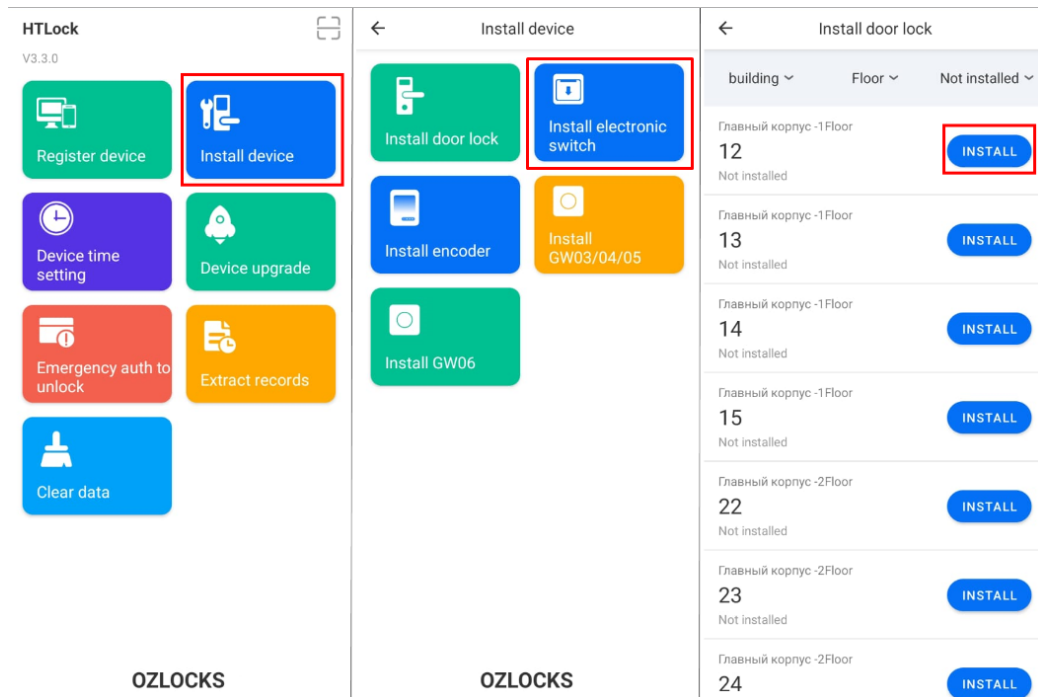 HTLock
V3.3.0
Register device
Install device
Device time
setting
Device upgrade
Emergency auth to
unlock
Extract records
Clear data
OZLOCKS
Install device
Install door lock
Install electronic
switch
Install encoder
Install
GW03/04/05
Install GW06
OZLOCKS
Install door lock
building
Floor
Not installed
Главный корпус -1Floor
12
Not installed
INSTALL
Главный корпус -1Floor
13
Not installed
INSTALL
Главный корпус -1Floor
14
Not installed
INSTALL
Главный корпус -1Floor
15
Not installed
INSTALL
Главный корпус -2Floor
22
Not installed
INSTALL
Главный корпус -2Floor
23
Not installed
INSTALL
Главный корпус -2Floor
24
INSTALL